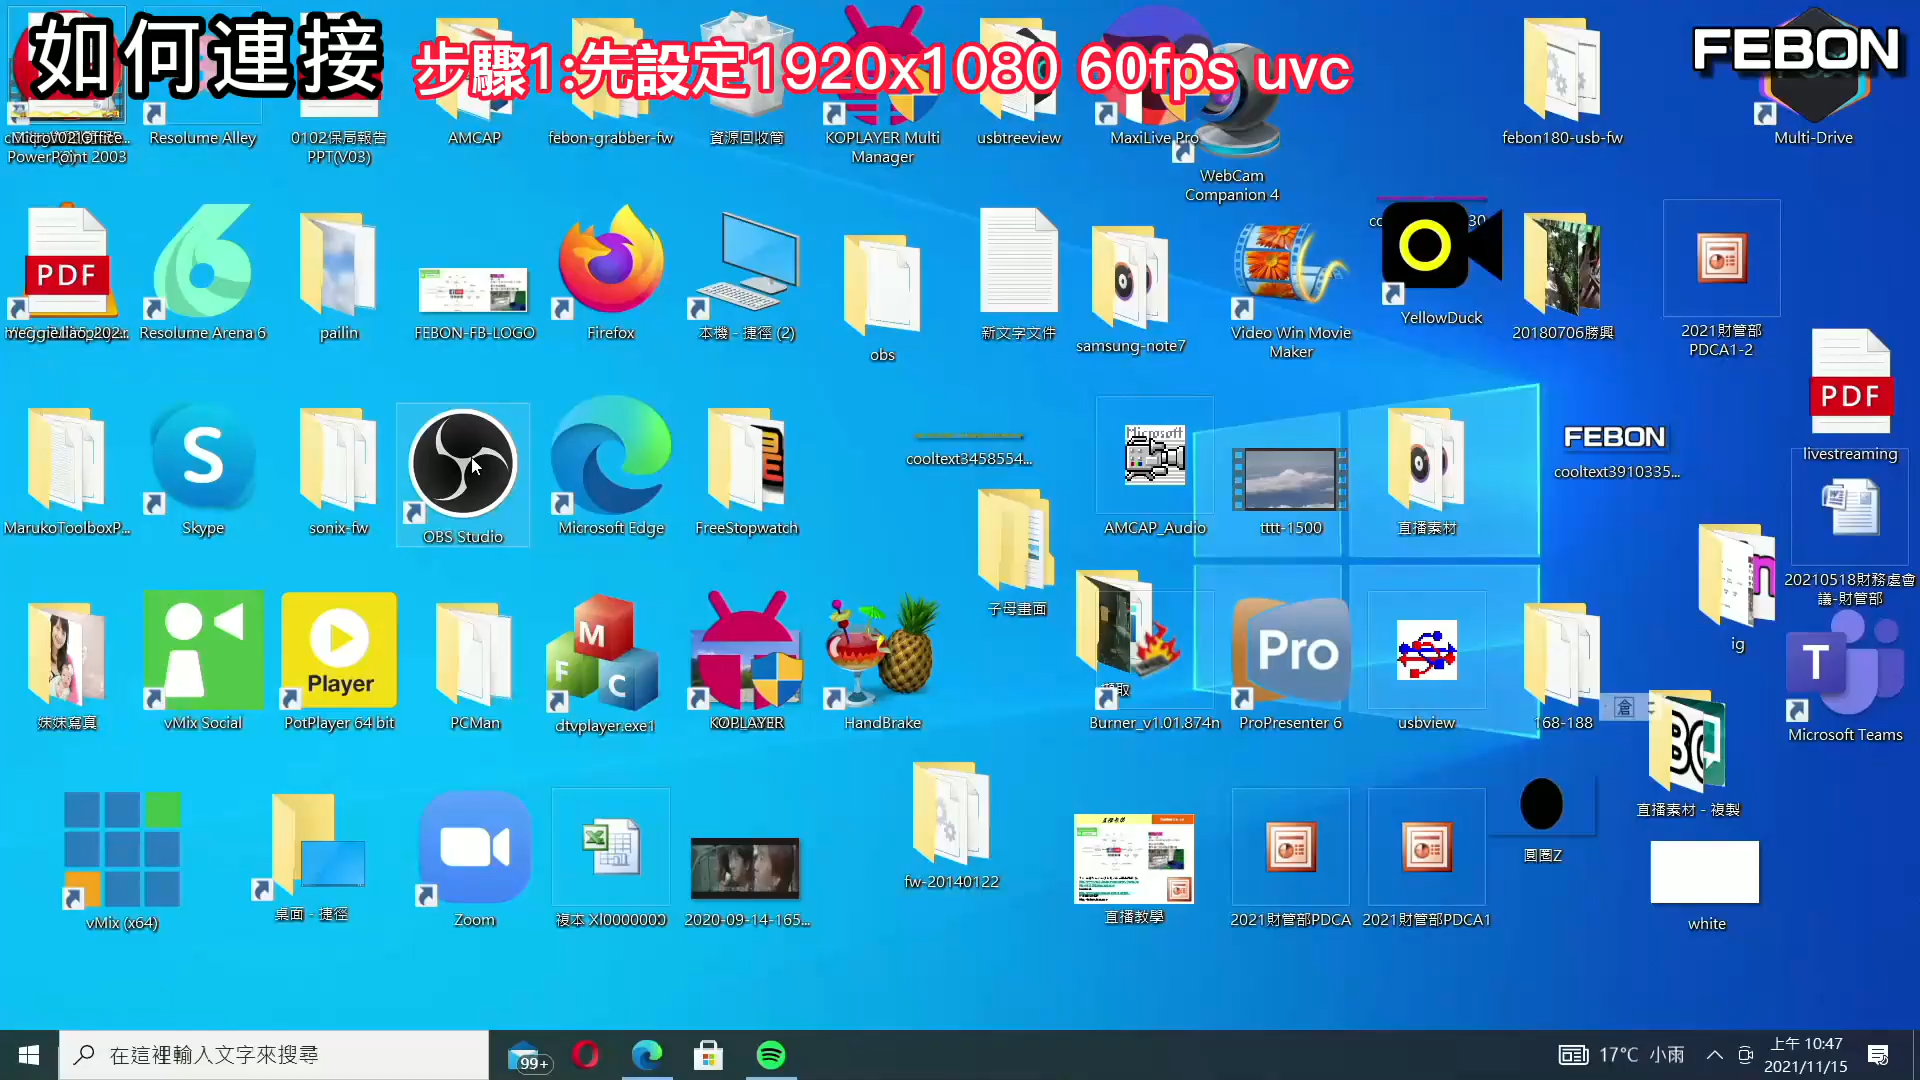 如何連接
步驟1:先設定1920x1080 60fps uvc
FEBON
Resolume Alley
0102保局報告
PPT(V03)
AMCAP
febon-grabber-fw
資源回收筒
KOPLAYER Multi
Manager
usbtreeview
MaxiLive Pro
WebCam
Companion 4
febon180-usb-fw
Multi-Drive
PowerPoint 2003
PDF
Resolume Arena 6
pailin
FEBON-FB-LOGO
Firefox
本機 - 捷徑 (2)
obs
新文字文件
samsung-note7
Video Win Movie
Maker
YellowDuck
20180706勝興
2021財管部
PDCA1-2
PDF
livestreaming
MarukoToolboxP...
Skype
sonix-fw
OBS Studio
Microsoft Edge
FreeStopwatch
cooltext3458554...
子母畫面
Microsoft
AMCAP_Audio
tttt-1500
直播素材
FEBON
cooltext3910335...
ig
20210518財務處會
議-財管部
妹妹寫真
vMix Social
Player
PotPlayer 64 bit
PCMan
M
F
C
dtvplayer.exe1
KOPLAYER
HandBrake
Burner_v1.01.874n
Pro
ProPresenter 6
usbview
168-188
倉
直播素材 - 複製
T
Microsoft Teams
vMix (x64)
桌面 - 捷徑
Zoom
複本 Xl0000000
2020-09-14-165...
fw-20140122
直播教學
2021財管部PDCA
2021財管部PDCA1
圓圈Z
white
在這裡輸入文字來搜尋
99+
17°C 小雨
上午 10:47
2021/11/15